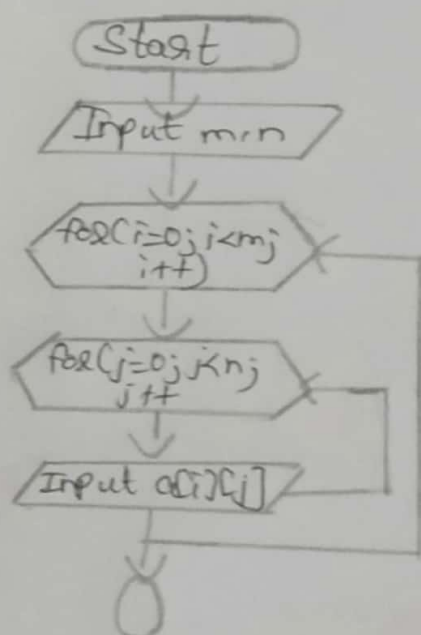 Start
Input m,n
for(i=0; i<m;
i++)
for(j=0; j<n;
j++
Input a[i][j]